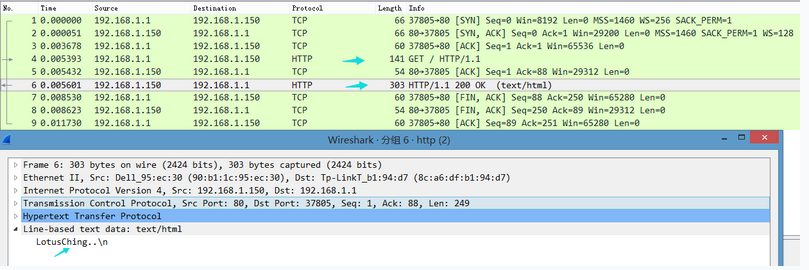 No. Time Source Destination Protocol Length Info
1 0.000000 192.168.1.1 192.168.1.150 TCP 66 37805→80 [SYN] Seq=0 Win=8192 Len=0 MSS=1460 WS=256 SACK_PERM=1
2 0.000051 192.168.1.150 192.168.1.1 TCP 66 80→37805 [SYN, ACK] Seq=0 Ack=1 Win=29200 Len=0 MSS=1460 SACK_PERM=1 WS=128
3 0.003678 192.168.1.1 192.168.1.150 TCP 60 37805→80 [ACK] Seq=1 Ack=1 Win=65536 Len=0
4 0.005393 192.168.1.1 192.168.1.150 HTTP 141 GET / HTTP/1.1
5 0.005432 192.168.1.150 192.168.1.1 TCP 54 80→37805 [ACK] Seq=1 Ack=88 Win=29312 Len=0
6 0.005601 192.168.1.150 192.168.1.1 HTTP 303 HTTP/1.1 200 OK (text/html)
7 0.008530 192.168.1.1 192.168.1.150 TCP 60 37805→80 [FIN, ACK] Seq=88 Ack=250 Win=65280 Len=0
8 0.008623 192.168.1.150 192.168.1.1 TCP 54 80→37805 [FIN, ACK] Seq=250 Ack=89 Win=29312 Len=0
9 0.011730 192.168.1.1 192.168.1.150 TCP 60 37805→80 [ACK] Seq=89 Ack=251 Win=65280 Len=0
Wireshark · 分组 6 · http (2)
Frame 6: 303 bytes on wire (2424 bits), 303 bytes captured (2424 bits)
Ethernet II, Src: Dell_95:ec:30 (90:b1:1c:95:ec:30), Dst: Tp-LinkT_b1:94:d7 (8c:a6:df:b1:94:d7)
Internet Protocol Version 4, Src: 192.168.1.150, Dst: 192.168.1.1
Transmission Control Protocol, Src Port: 80, Dst Port: 37805, Seq: 1, Ack: 88, Len: 249
Hypertext Transfer Protocol
Line-based text data: text/html
LotusChing..\n